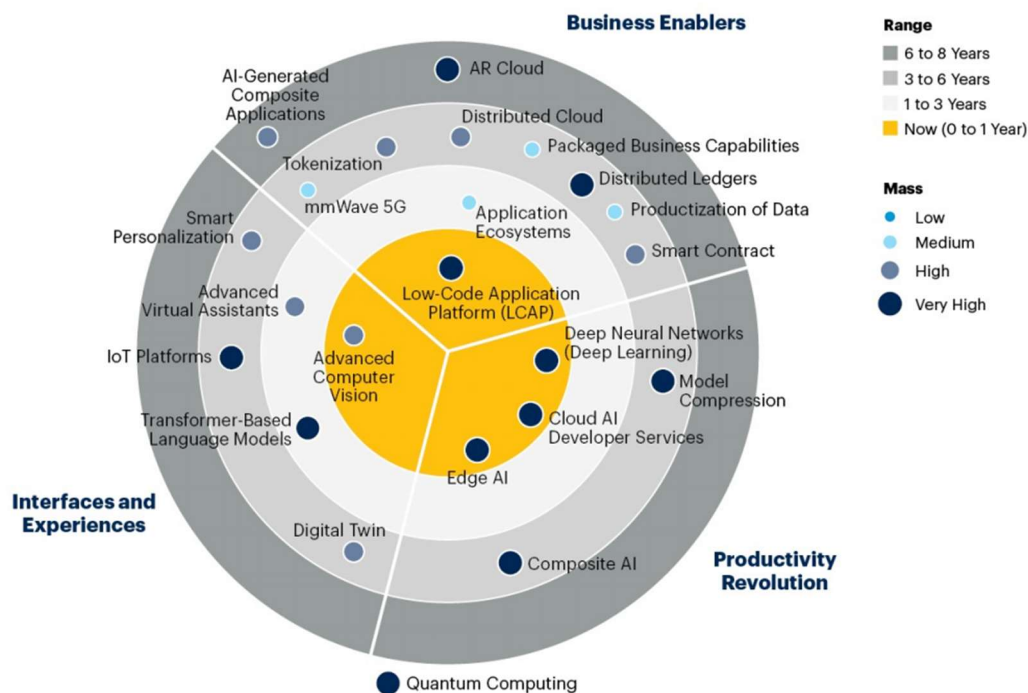 Business Enablers
Range
6 to 8 Years
3 to 6 Years
1 to 3 Years
Now (0 to 1 Year)
Mass
Low
Medium
High
Very High
AR Cloud
AI-Generated
Composite
Applications
Distributed Cloud
Tokenization
Packaged Business Capabilities
Distributed Ledgers
mmWave 5G
Productization of Data
Application
Ecosystems
Smart
Personalization
Smart Contract
Low-Code Application
Platform (LCAP)
Advanced
Virtual Assistants
Deep Neural Networks
(Deep Learning)
IoT Platforms
Advanced
Computer
Vision
Model
Compression
Transformer-Based
Language Models
Cloud AI
Developer Services
Edge AI
Interfaces and
Experiences
Digital Twin
Composite AI
Productivity
Revolution
Quantum Computing